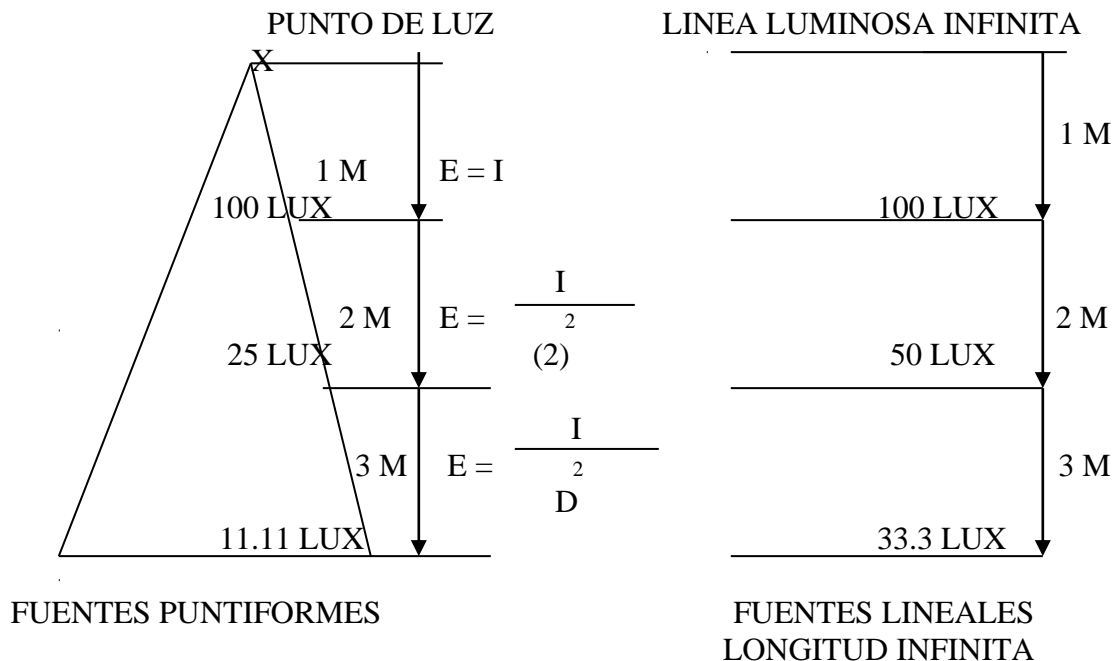 PUNTO DE LUZ
X
1 M
E = I
100 LUX
2 M
E = I
2
(2)
25 LUX
3 M
E = I
2
D
11.11 LUX
FUENTES PUNTIFORMES
LINEA LUMINOSA INFINITA
1 M
100 LUX
2 M
50 LUX
3 M
33.3 LUX
FUENTES LINEALES
LONGITUD INFINITA